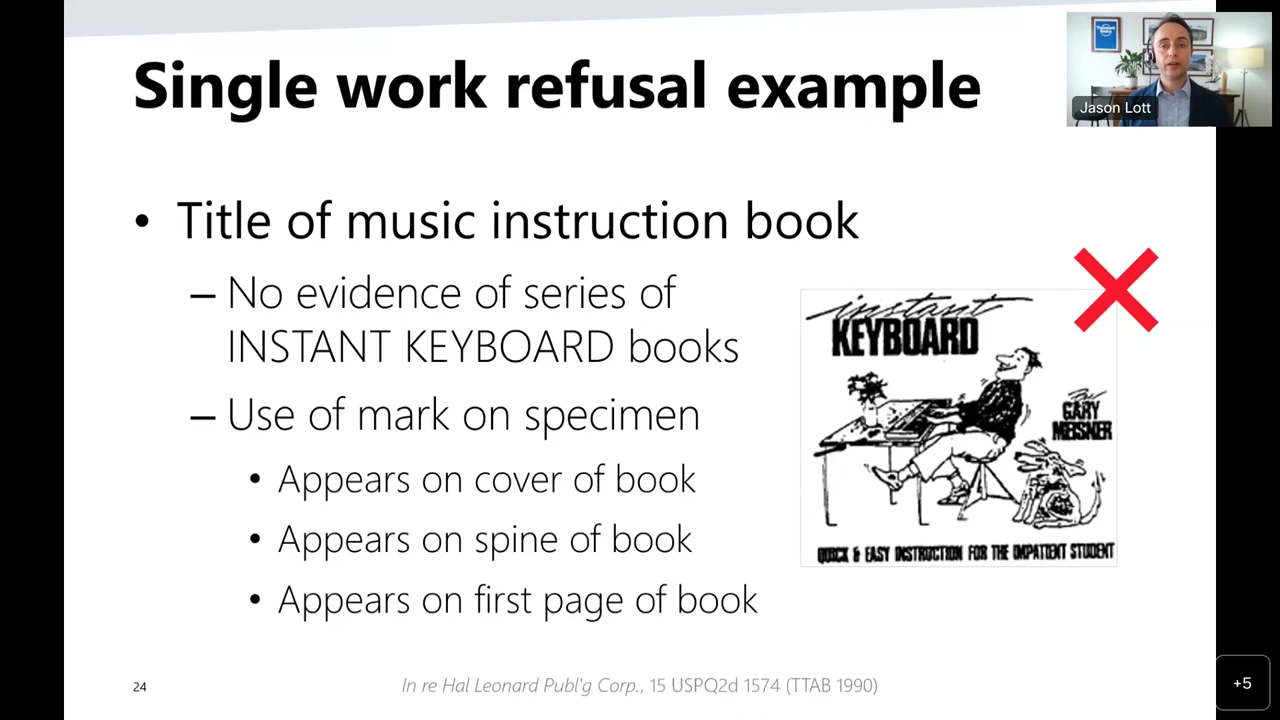 Single work refusal example
Jason Lott
• Title of music instruction book
– No evidence of series of
INSTANT KEYBOARD books
– Use of mark on specimen
• Appears on cover of book
• Appears on spine of book
• Appears on first page of book
instant
KEYBOARD
GARY
MEISNER
QUICK & EASY INSTRUCTION FOR THE IMPATIENT STUDENT
24
In re Hal Leonard Publ'g Corp., 15 USPQ2d 1574 (TTAB 1990)
+5